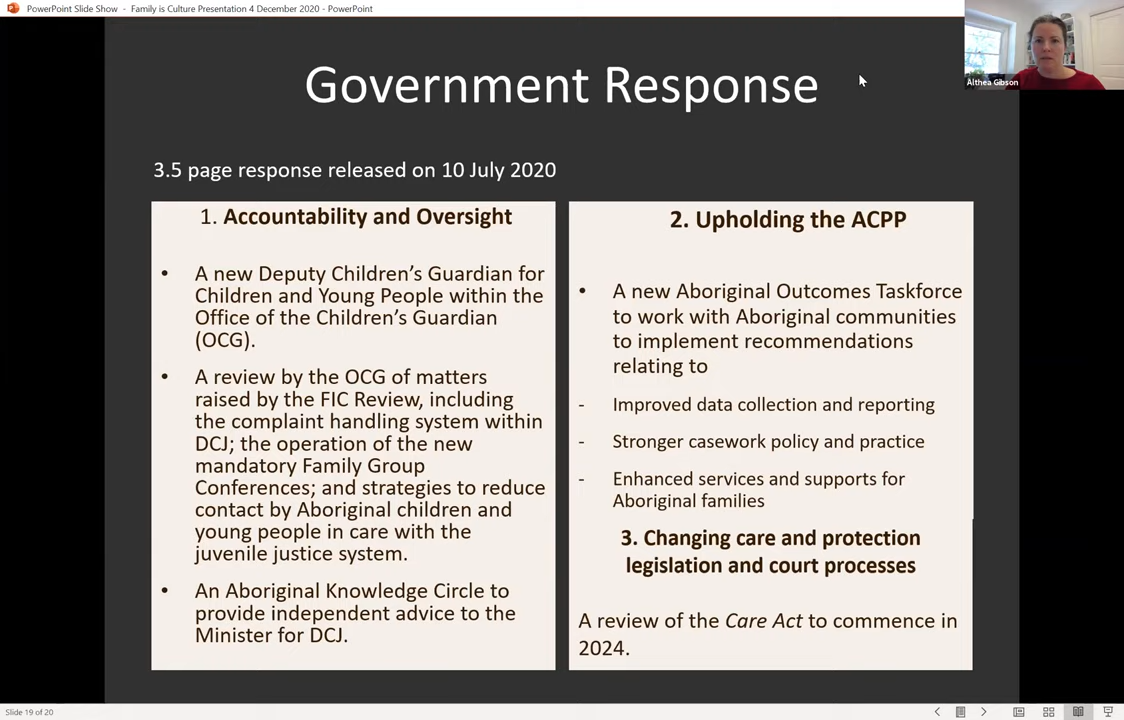 PowerPoint Slide Show - Family is Culture Presentation 4 December 2020 - PowerPoint
Althea Gibson
Government Response
3.5 page response released on 10 July 2020
1. Accountability and Oversight
• A new Deputy Children's Guardian for
Children and Young People within the
Office of the Children's Guardian
(OCG).
• A review by the OCG of matters
raised by the FIC Review, including
the complaint handling system within
DCJ; the operation of the new
mandatory Family Group
Conferences; and strategies to reduce
contact by Aboriginal children and
young people in care with the
juvenile justice system.
• An Aboriginal Knowledge Circle to
provide independent advice to the
Minister for DCJ.
2. Upholding the ACPP
• A new Aboriginal Outcomes Taskforce
to work with Aboriginal communities
to implement recommendations
relating to
- Improved data collection and reporting
- Stronger casework policy and practice
- Enhanced services and supports for
Aboriginal families
3. Changing care and protection
legislation and court processes
A review of the Care Act to commence in
2024.
Slide 19 of 20